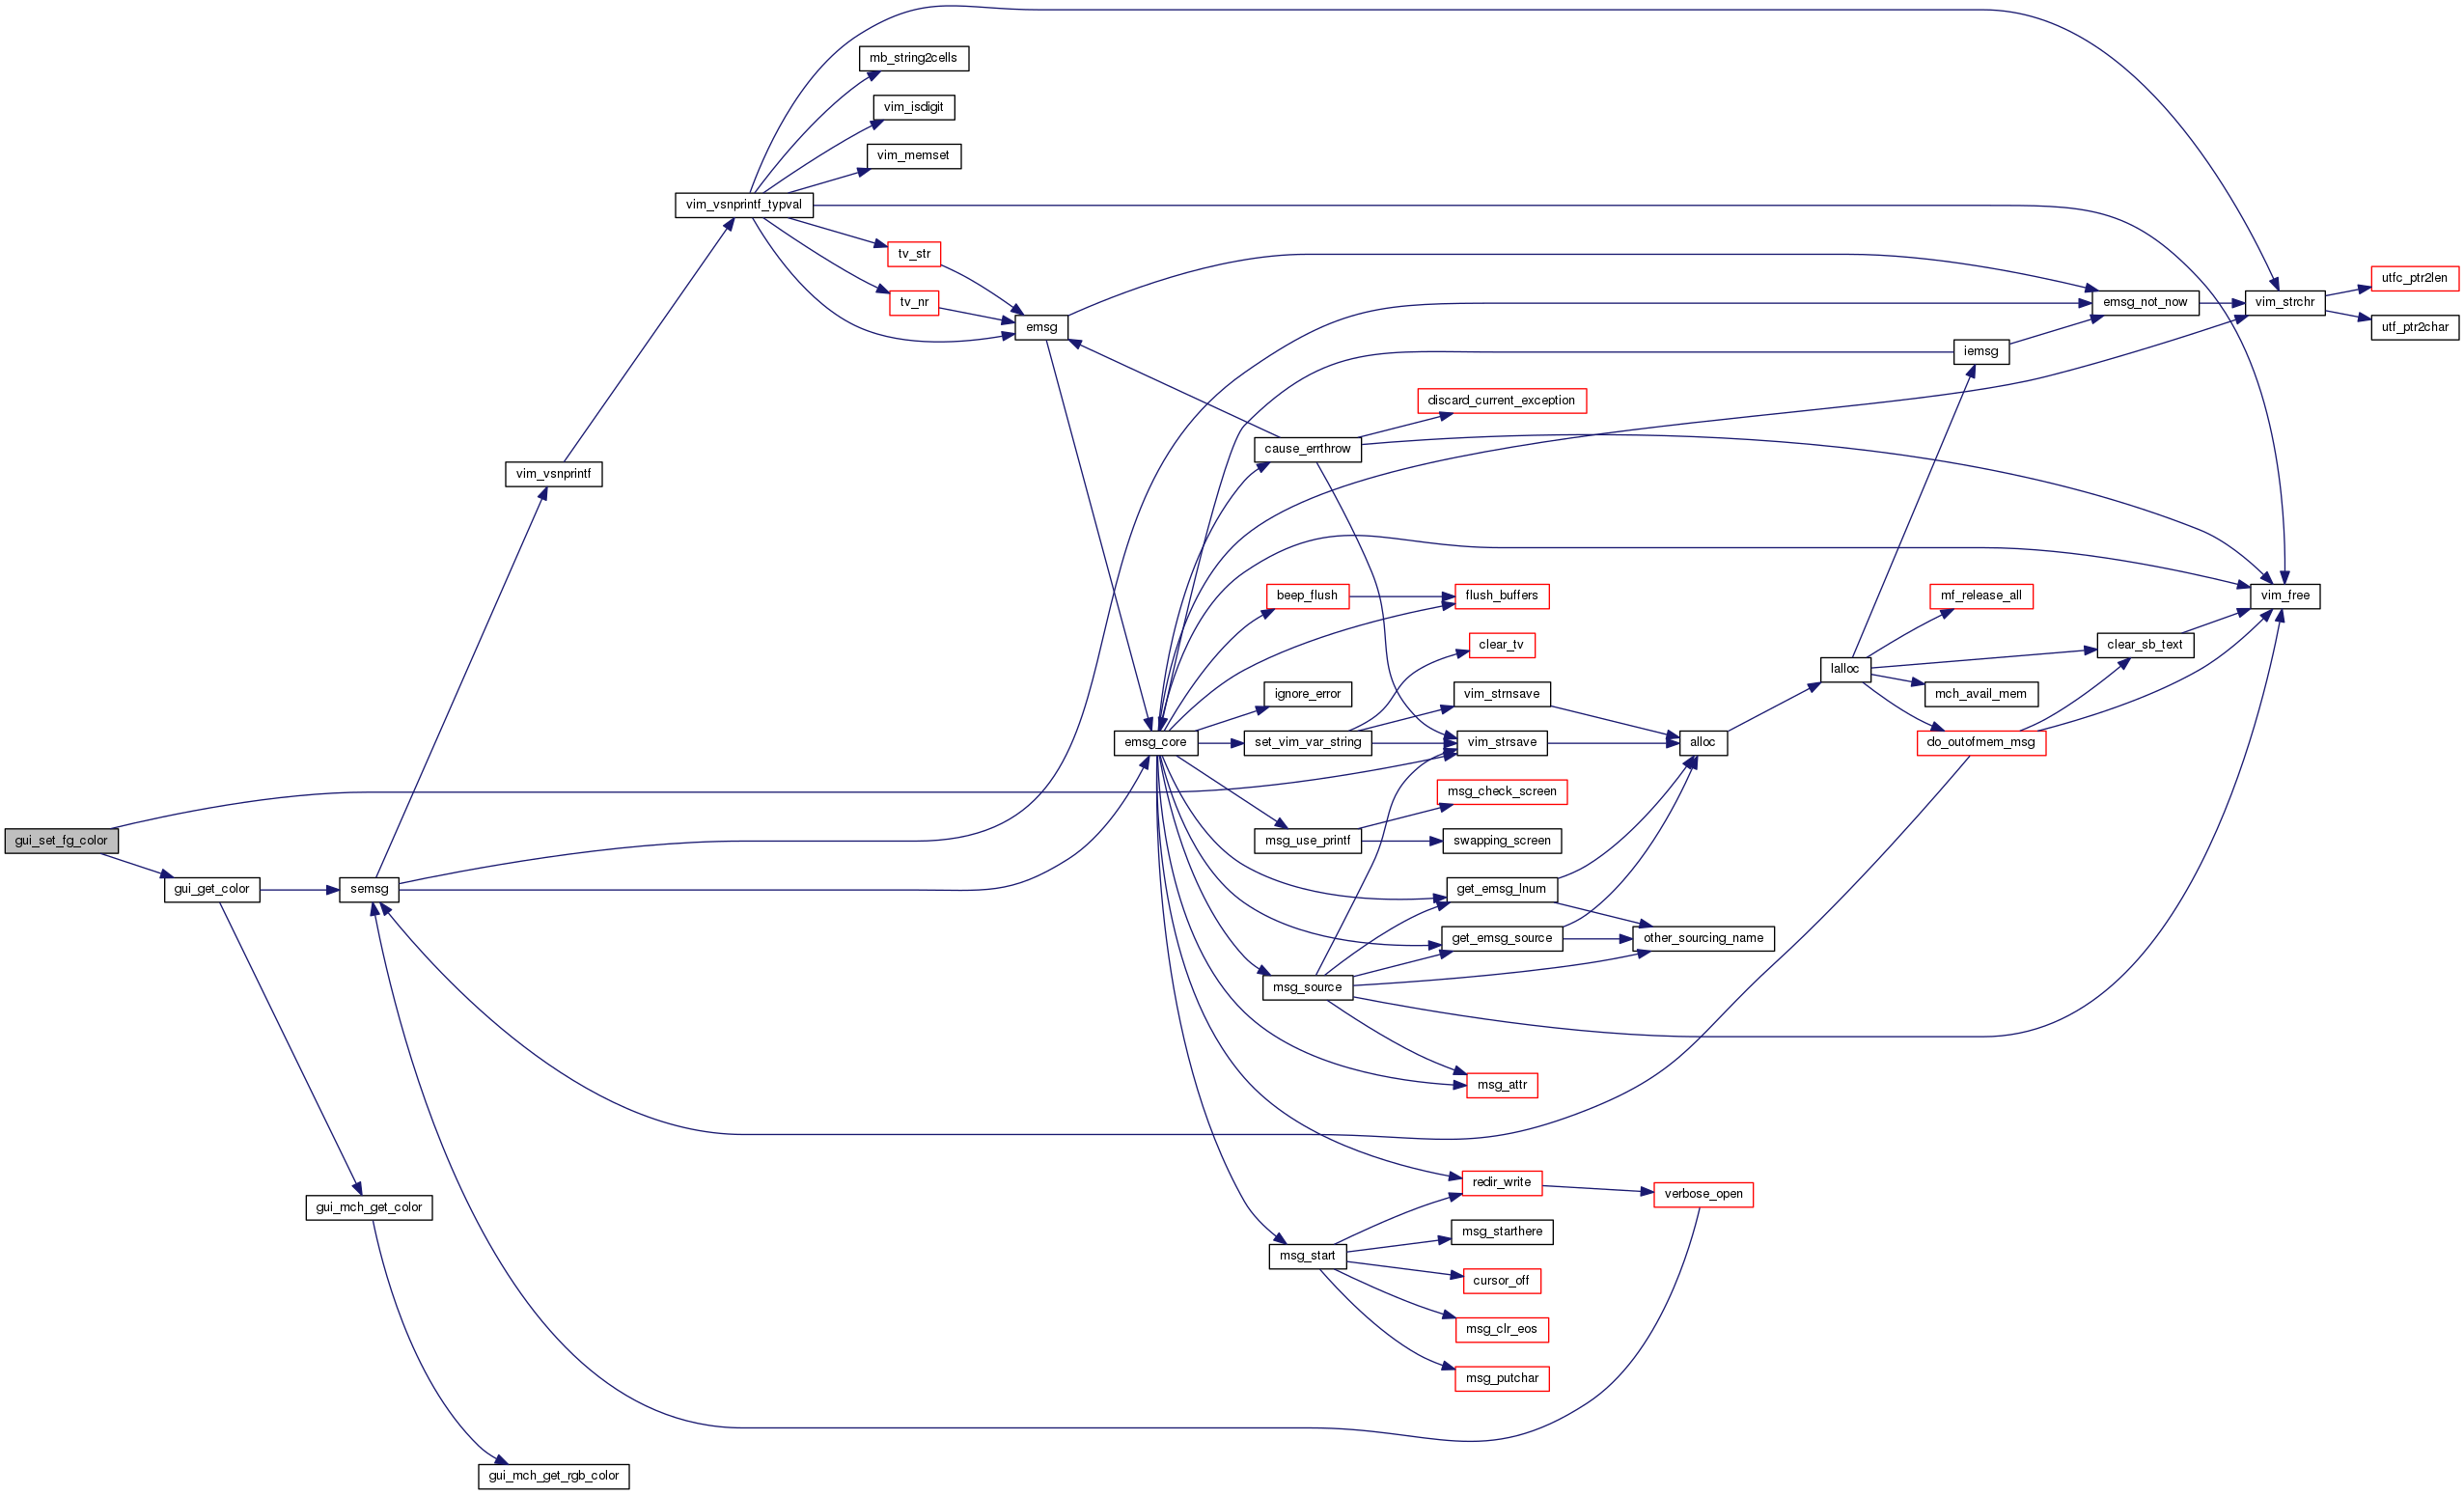 mb_string2cells
vim_isdigit
vim_memset
vim_vsnprintf_typval
tv_str
tv_nr
emsg
emsg_not_now
vim_strchr
utfc_ptr2len
utf_ptr2char
iemsg
discard_current_exception
cause_errthrow
vim_vsnprintf
beep_flush
flush_buffers
mf_release_all
vim_free
clear_tv
clear_sb_text
lalloc
ignore_error
vim_strnsave
mch_avail_mem
emsg_core
set_vim_var_string
vim_strsave
alloc
do_outofmem_msg
msg_check_screen
gui_set_fg_color
msg_use_printf
swapping_screen
gui_get_color
semsg
get_emsg_lnum
get_emsg_source
other_sourcing_name
msg_source
msg_attr
redir_write
verbose_open
gui_mch_get_color
msg_starthere
msg_start
cursor_off
msg_clr_eos
msg_putchar
gui_mch_get_rgb_color